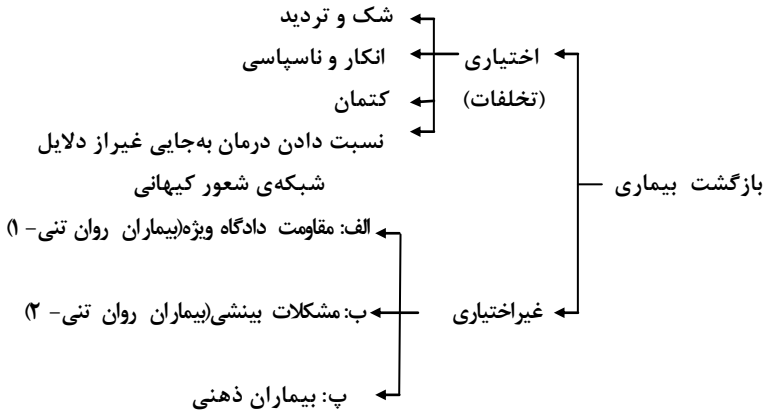 بازگشت بیماری
اختیاری
(تخلفات)
شک و تردید
انکار و ناسپاسی
کتمان
نسبت دادن درمان به‌جایی غیراز دلایل
شبکه‌ی شعور کیهانی
غیراختیاری
الف: مقاومت دادگاه ویژه(بیماران روان تنی- ۱)
ب: مشکلات بینشی(بیماران روان تنی- ۲)
پ: بیماران ذهنی